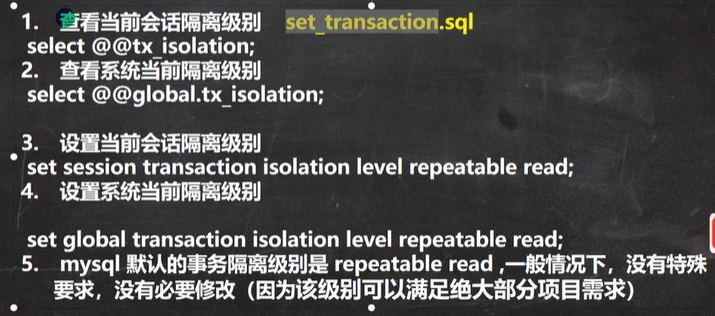 1. 查看当前会话隔离级别 set_transaction.sql
select @@tx_isolation;
2. 查看系统当前隔离级别
select @@global.tx_isolation;
3. 设置当前会话隔离级别
set session transaction isolation level repeatable read;
4. 设置系统当前隔离级别
set global transaction isolation level repeatable read;
5. mysql 默认的事务隔离级别是 repeatable read ,一般情况下，没有特殊
要求，没有必要修改（因为该级别可以满足绝大部分项目需求）